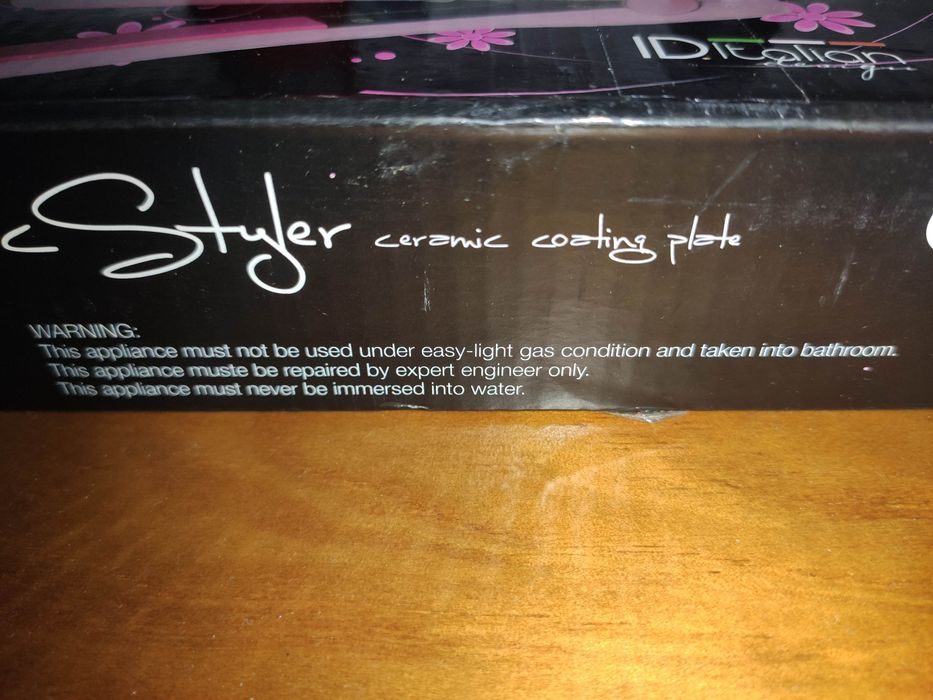 IDitalian
design
Styler ceramic coating plate
WARNING:
This appliance must not be used under easy-light gas condition and taken into bathroom.
This appliance muste be repaired by expert engineer only.
This appliance must never be immersed into water.